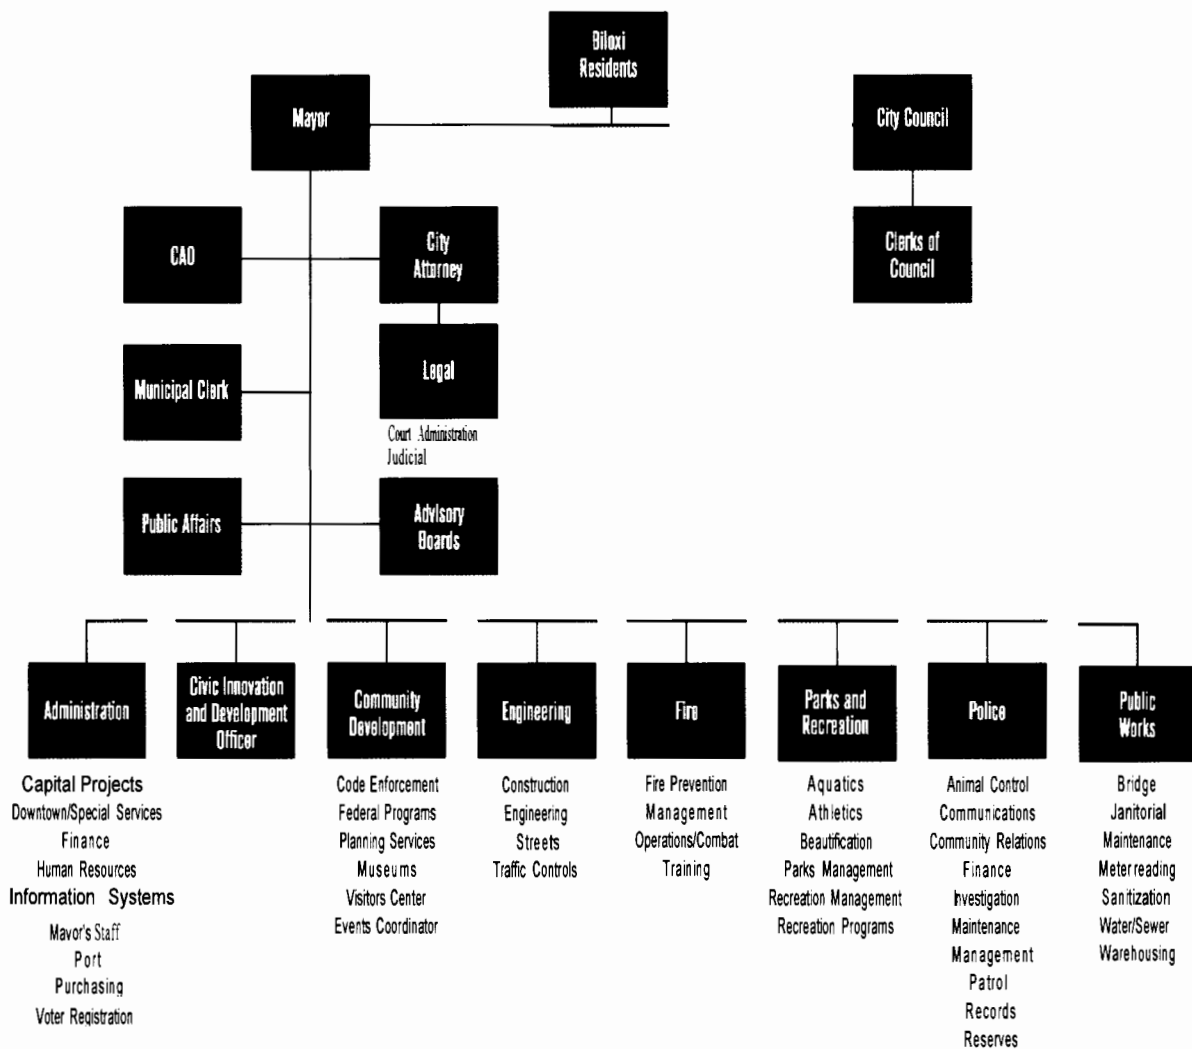 Biloxi
Residents
Mayor
City Council
CAO
City
Attorney
Clerks of
Council
Municipal Clerk
Legal
Court Administration
Judicial
Public Affairs
Advisory
Boards
Administration
Capital Projects
Downtown/Special Services
Finance
Human Resources
Information Systems
Mavor's Staff
Port
Purchasing
Voter Registration
Civic Innovation
and Development
Officer
Community
Development
Code Enforcement
Federal Programs
Planning Services
Museums
Visitors Center
Events Coordinator
Engineering
Construction
Engineering
Streets
Traffic Controls
Fire
Fire Prevention
Management
Operations/Combat
Training
Parks and
Recreation
Aquatics
Athletics
Beautification
Parks Management
Recreation Management
Recreation Programs
Police
Animal Control
Communications
Community Relations
Finance
Investigation
Maintenance
Management
Patrol
Records
Reserves
Public
Works
Bridge
Janitorial
Maintenance
Meterreading
Sanitization
Water/Sewer
Warehousing